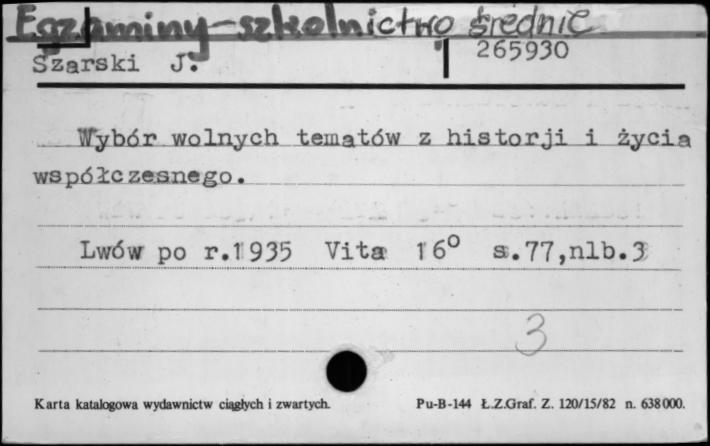 Egzaminy - szkolnictwo średnie
Szarski J. 265930
Wybór wolnych tematów z historji i życia
współczesnego.
Lwów po r.1935 Vita 16° s.77,nlb.3
3
Karta katalogowa wydawnictw ciągłych i zwartych. Pu-B-144 Ł.Z.Graf. Z. 120/15/82 n. 638000.